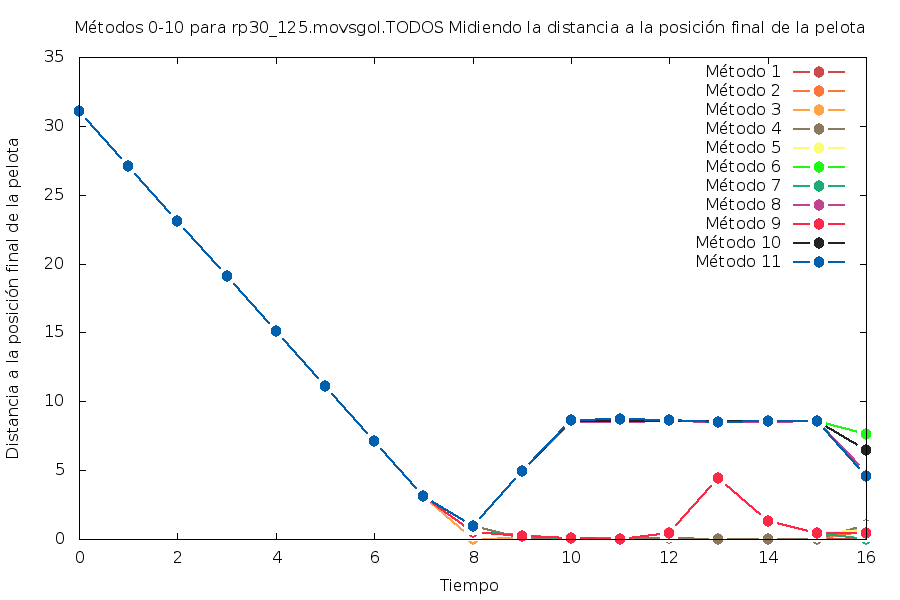 Métodos 0-10 para rp30_125.movsgol.TODOS Midiendo la distancia a la posición final de la pelota
35
30
25
20
15
10
5
0
Distancia a la posición final de la pelota
Método 1
Método 2
Método 3
Método 4
Método 5
Método 6
Método 7
Método 8
Método 9
Método 10
Método 11
0 2 4 6 8 10 12 14 16
Tiempo